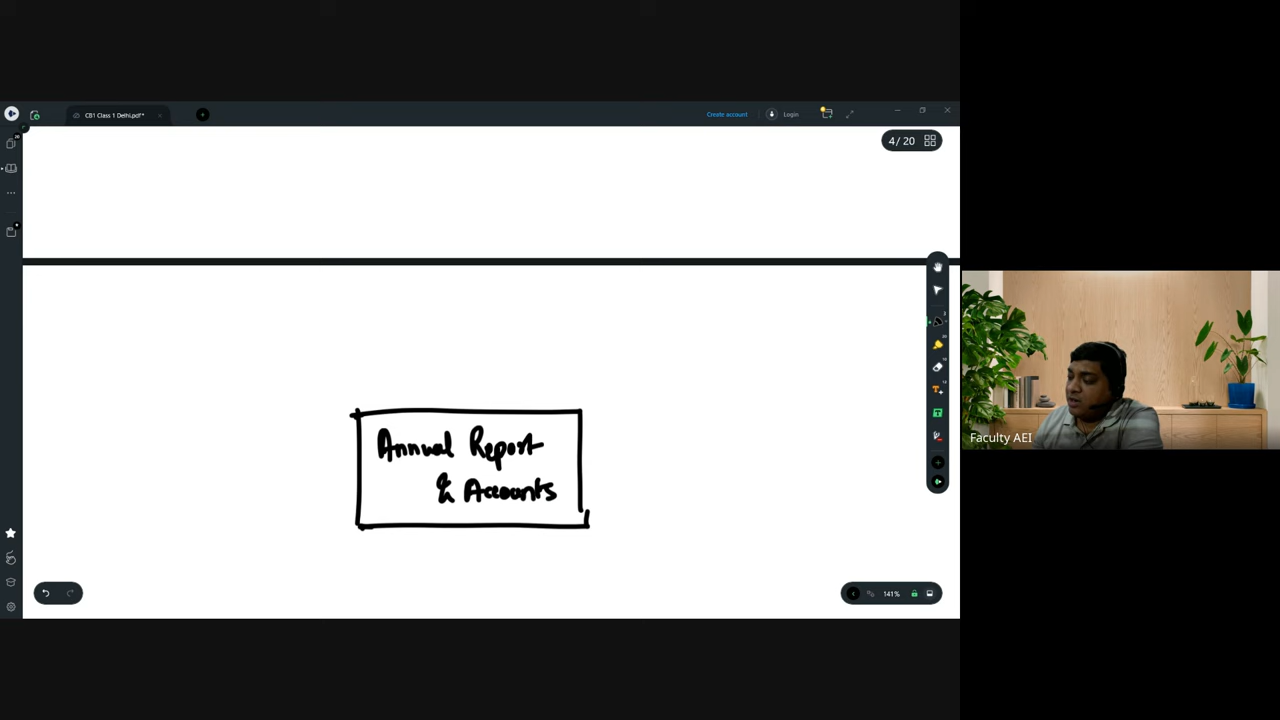 CB1 Class 1 Delhi.pdf*
Create account
Login
4/ 20
Annual Report
& Accounts
141%
Faculty AEI